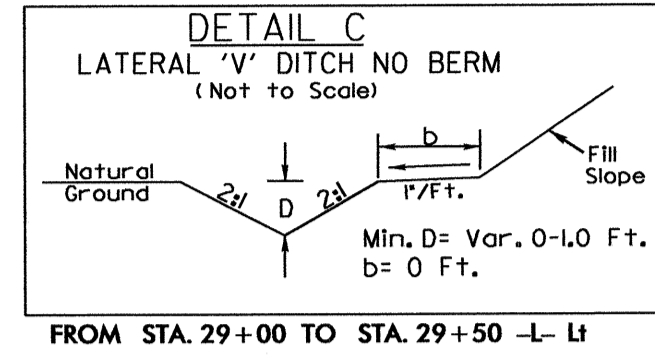 DETAIL C
LATERAL 'V' DITCH NO BERM
(Not to Scale)
b
Natural
Ground
2:1
D
2:1
1"/Ft.
Fill
Slope
Min. D= Var. 0-1.0 Ft.
b= 0 Ft.
FROM STA. 29+00 TO STA. 29+50 -L- Lt